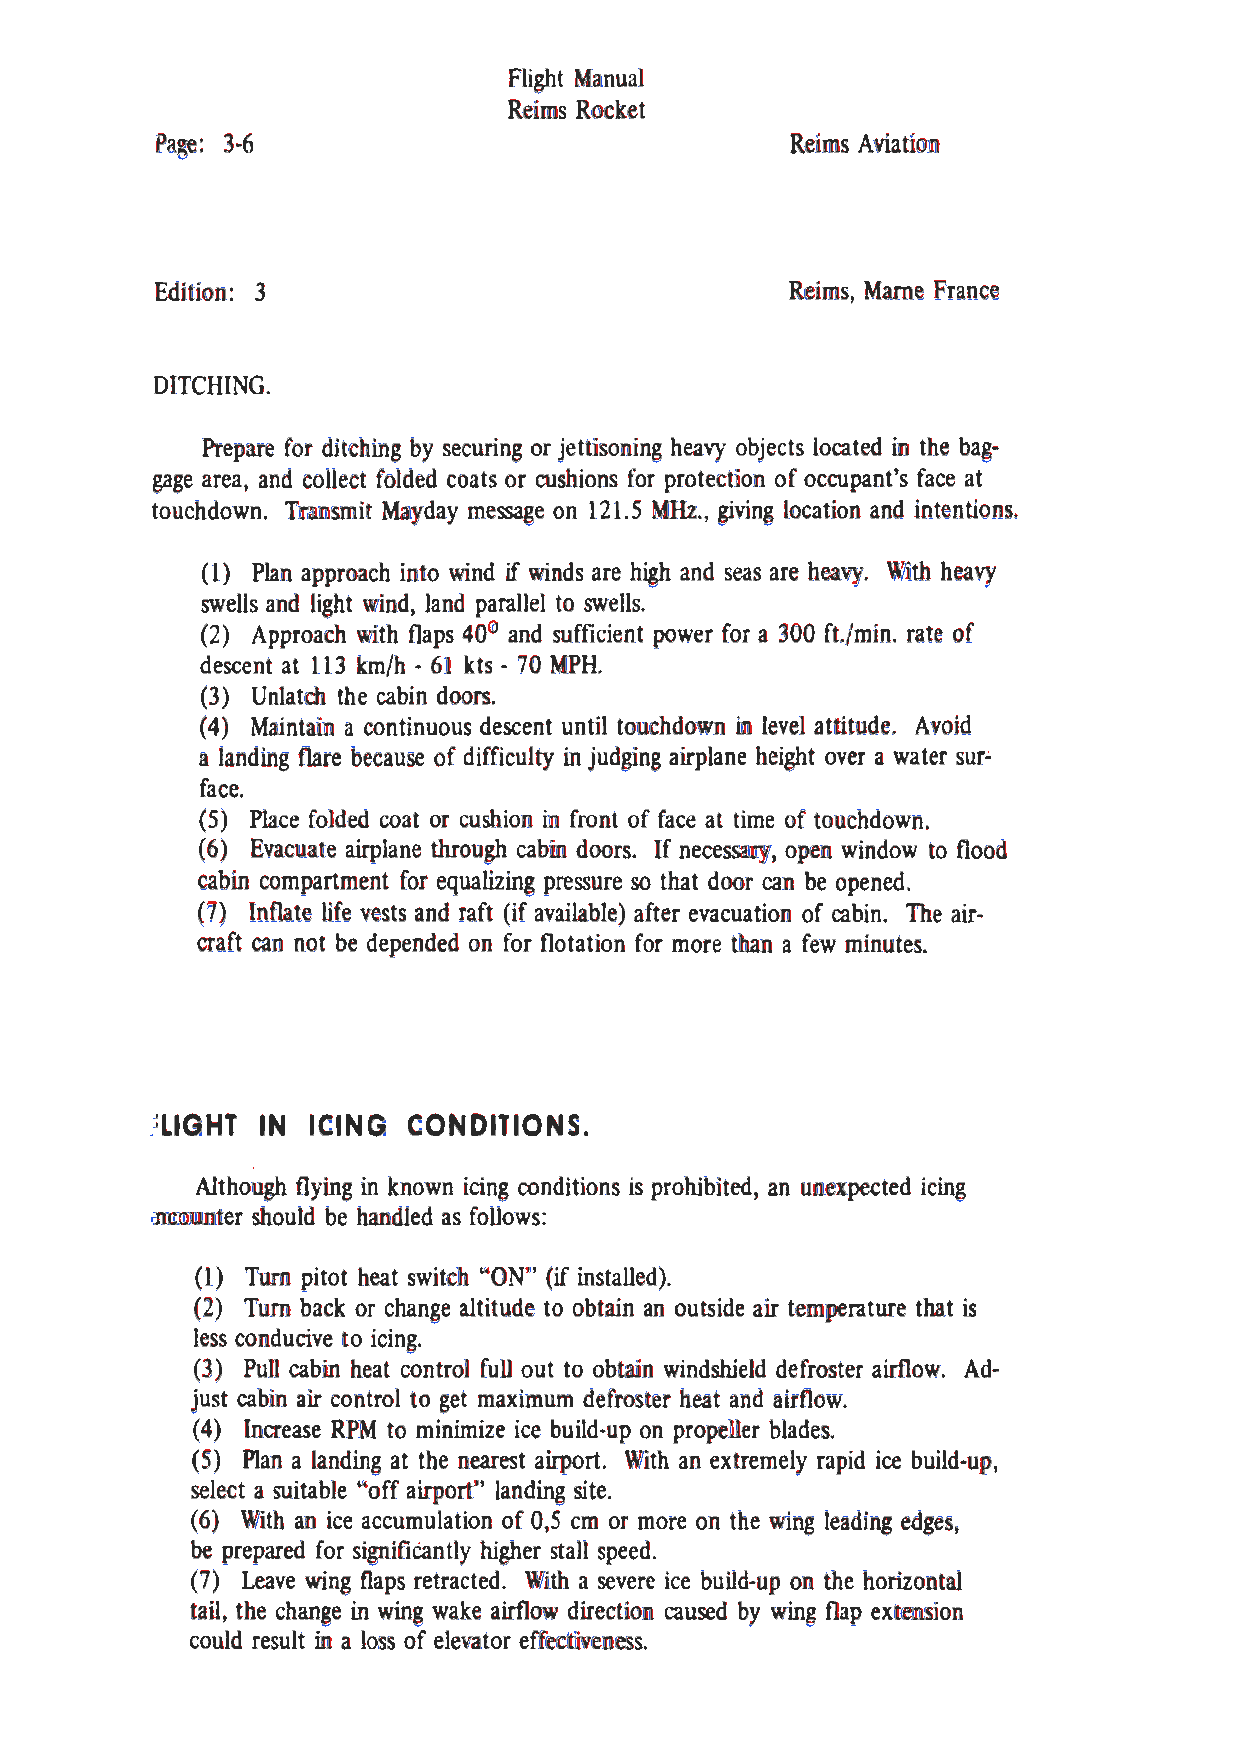 Flight Manual
Reims Rocket
Page: 3-6 Reims Aviation
Edition: 3 Reims, Marne France
DITCHING.
Prepare for ditching by securing or jettisoning heavy objects located in the bag-
gage area, and collect folded coats or cushions for protection of occupant's face at
touchdown. Transmit Mayday message on 121.5 MHz., giving location and intentions.
(1) Plan approach into wind if winds are high and seas are heavy. With heavy
swells and light wind, land parallel to swells.
(2) Approach with flaps 40° and sufficient power for a 300 ft./min. rate of
descent at 113 km/h - 61 kts - 70 MPH.
(3) Unlatch the cabin doors.
(4) Maintain a continuous descent until touchdown in level attitude. Avoid
a landing flare because of difficulty in judging airplane height over a water sur-
face.
(5) Place folded coat or cushion in front of face at time of touchdown.
(6) Evacuate airplane through cabin doors. If necessary, open window to flood
cabin compartment for equalizing pressure so that door can be opened.
(7) Inflate life vests and raft (if available) after evacuation of cabin. The air-
craft can not be depended on for flotation for more than a few minutes.
FLIGHT IN ICING CONDITIONS.
Although flying in known icing conditions is prohibited, an unexpected icing
encounter should be handled as follows:
(1) Turn pitot heat switch “ON” (if installed).
(2) Turn back or change altitude to obtain an outside air temperature that is
less conducive to icing.
(3) Pull cabin heat control full out to obtain windshield defroster airflow. Ad-
just cabin air control to get maximum defroster heat and airflow.
(4) Increase RPM to minimize ice build-up on propeller blades.
(5) Plan a landing at the nearest airport. With an extremely rapid ice build-up,
select a suitable “off airport” landing site.
(6) With an ice accumulation of 0,5 cm or more on the wing leading edges,
be prepared for significantly higher stall speed.
(7) Leave wing flaps retracted. With a severe ice build-up on the horizontal
tail, the change in wing wake airflow direction caused by wing flap extension
could result in a loss of elevator effectiveness.